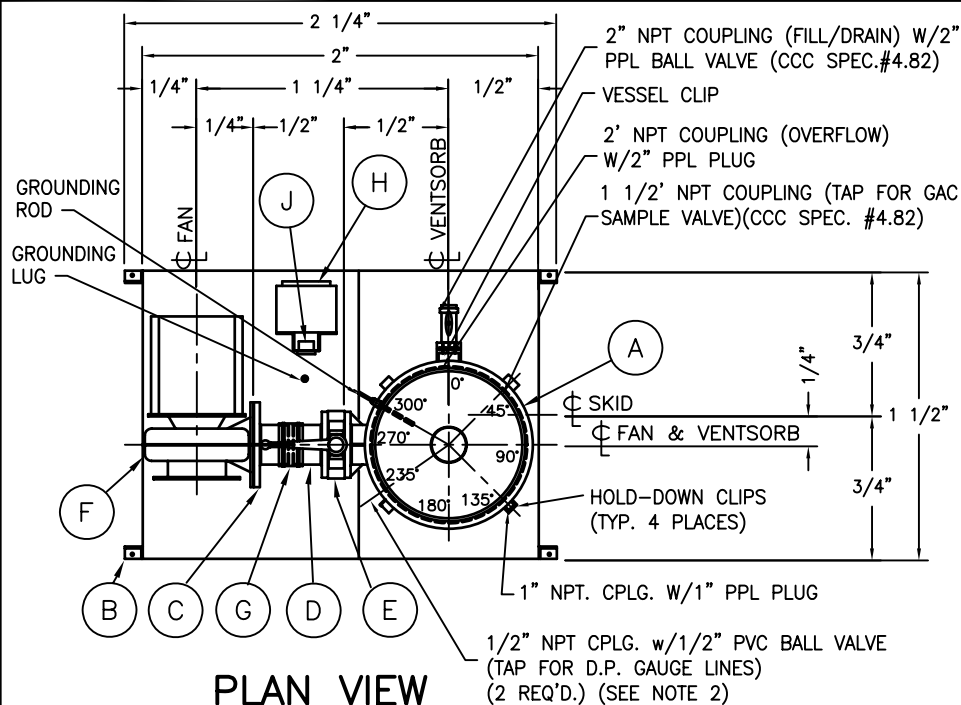 2 1/4"
2"
1/4"
1 1/4"
1/2"
1/4"
1/2"
1/2"
2" NPT COUPLING (FILL/DRAIN) W/2"
PPL BALL VALVE (CCC SPEC.#4.82)
VESSEL CLIP
2' NPT COUPLING (OVERFLOW)
W/2" PPL PLUG
1 1/2' NPT COUPLING (TAP FOR GAC
SAMPLE VALVE)(CCC SPEC. #4.82)
GROUNDING
ROD
GROUNDING
LUG
CL FAN
J
H
CL VENTSORB
A
0°
45°
90°
135°
180°
235°
270°
300°
3/4"
1/4"
1 1/2"
3/4"
CL SKID
CL FAN & VENTSORB
HOLD-DOWN CLIPS
(TYP. 4 PLACES)
F
B
C
G
D
E
1" NPT. CPLG. W/1" PPL PLUG
1/2" NPT CPLG. w/1/2" PVC BALL VALVE
(TAP FOR D.P. GAUGE LINES)
(2 REQ'D.) (SEE NOTE 2)
PLAN VIEW